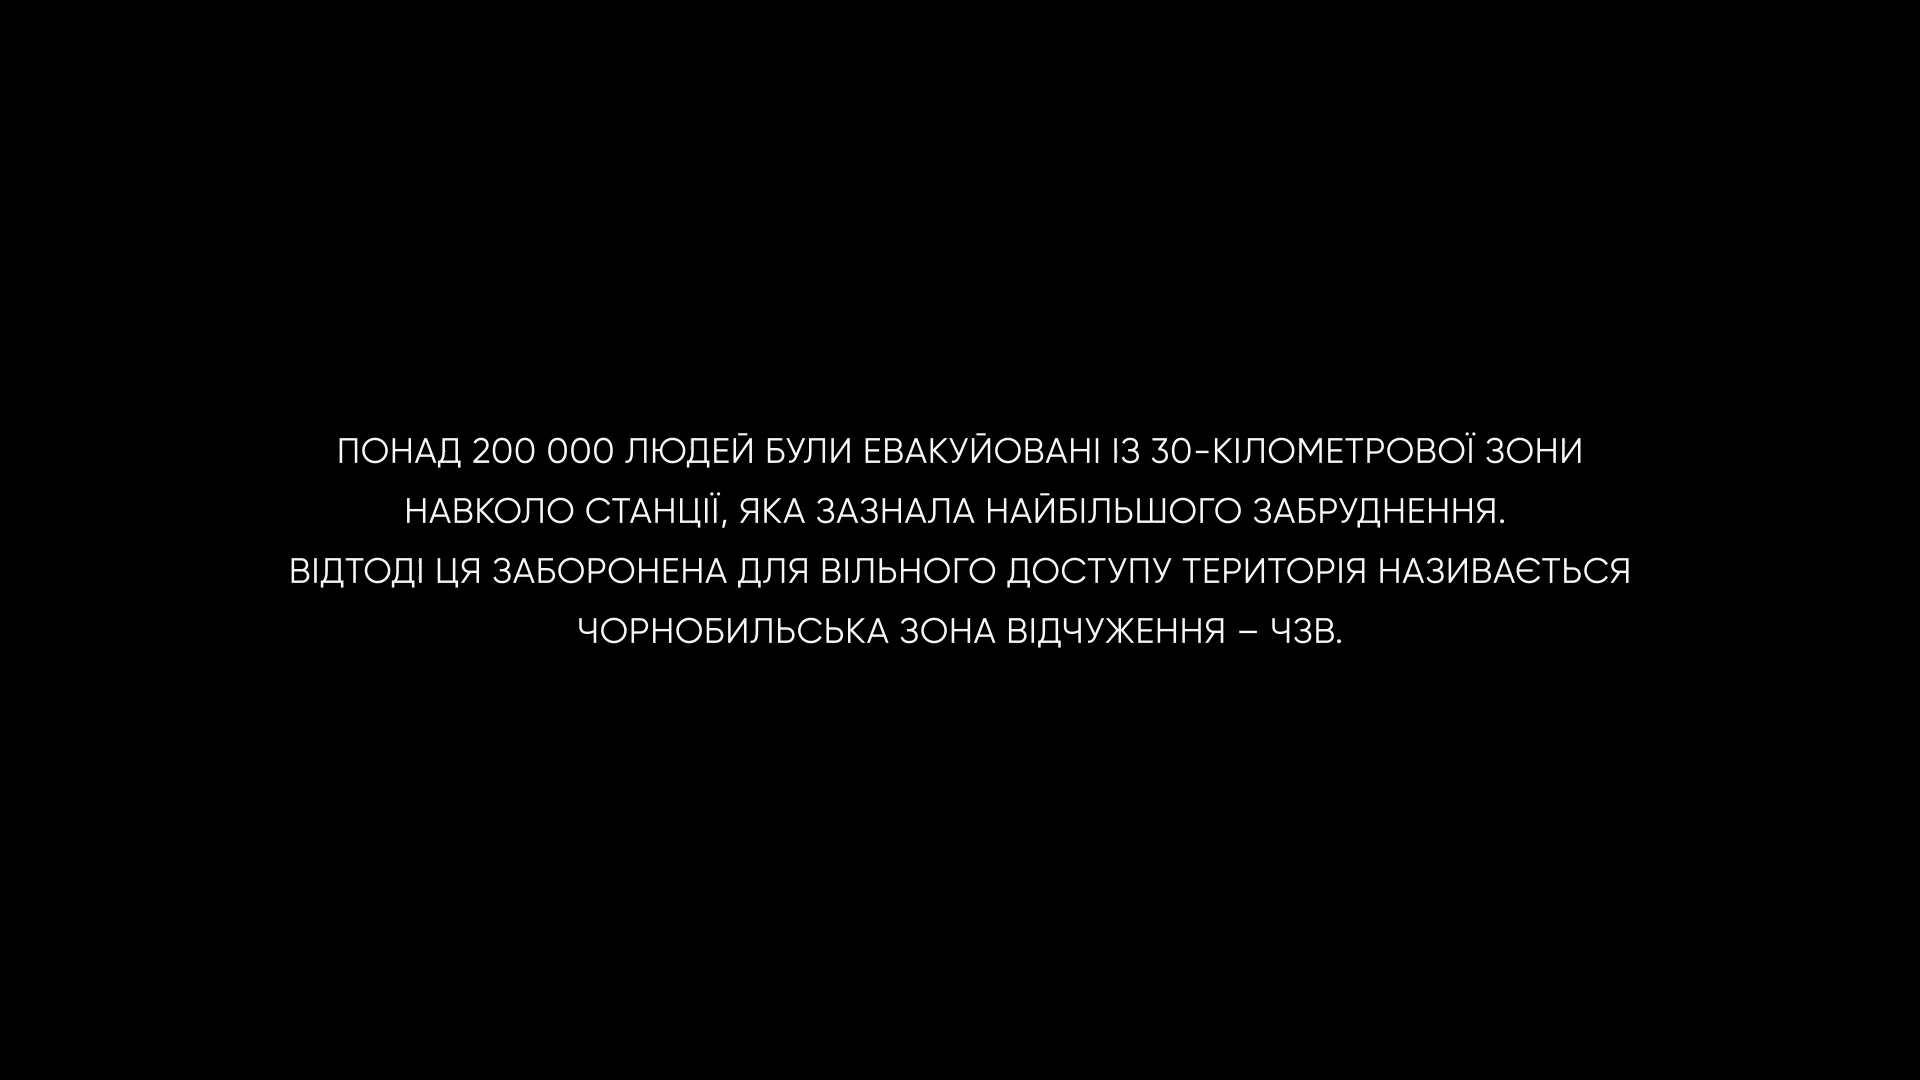 ПОНАД 200 000 ЛЮДЕЙ БУЛИ ЕВАКУЙОВАНІ ІЗ 30-КІЛОМЕТРОВОЇ ЗОНИ
НАВКОЛО СТАНЦІЇ, ЯКА ЗАЗНАЛА НАЙБІЛЬШОГО ЗАБРУДНЕННЯ.
ВІДТОДІ ЦЯ ЗАБОРОНЕНА ДЛЯ ВІЛЬНОГО ДОСТУПУ ТЕРИТОРІЯ НАЗИВАЄТЬСЯ
ЧОРНОБИЛЬСЬКА ЗОНА ВІДЧУЖЕННЯ – ЧЗВ.